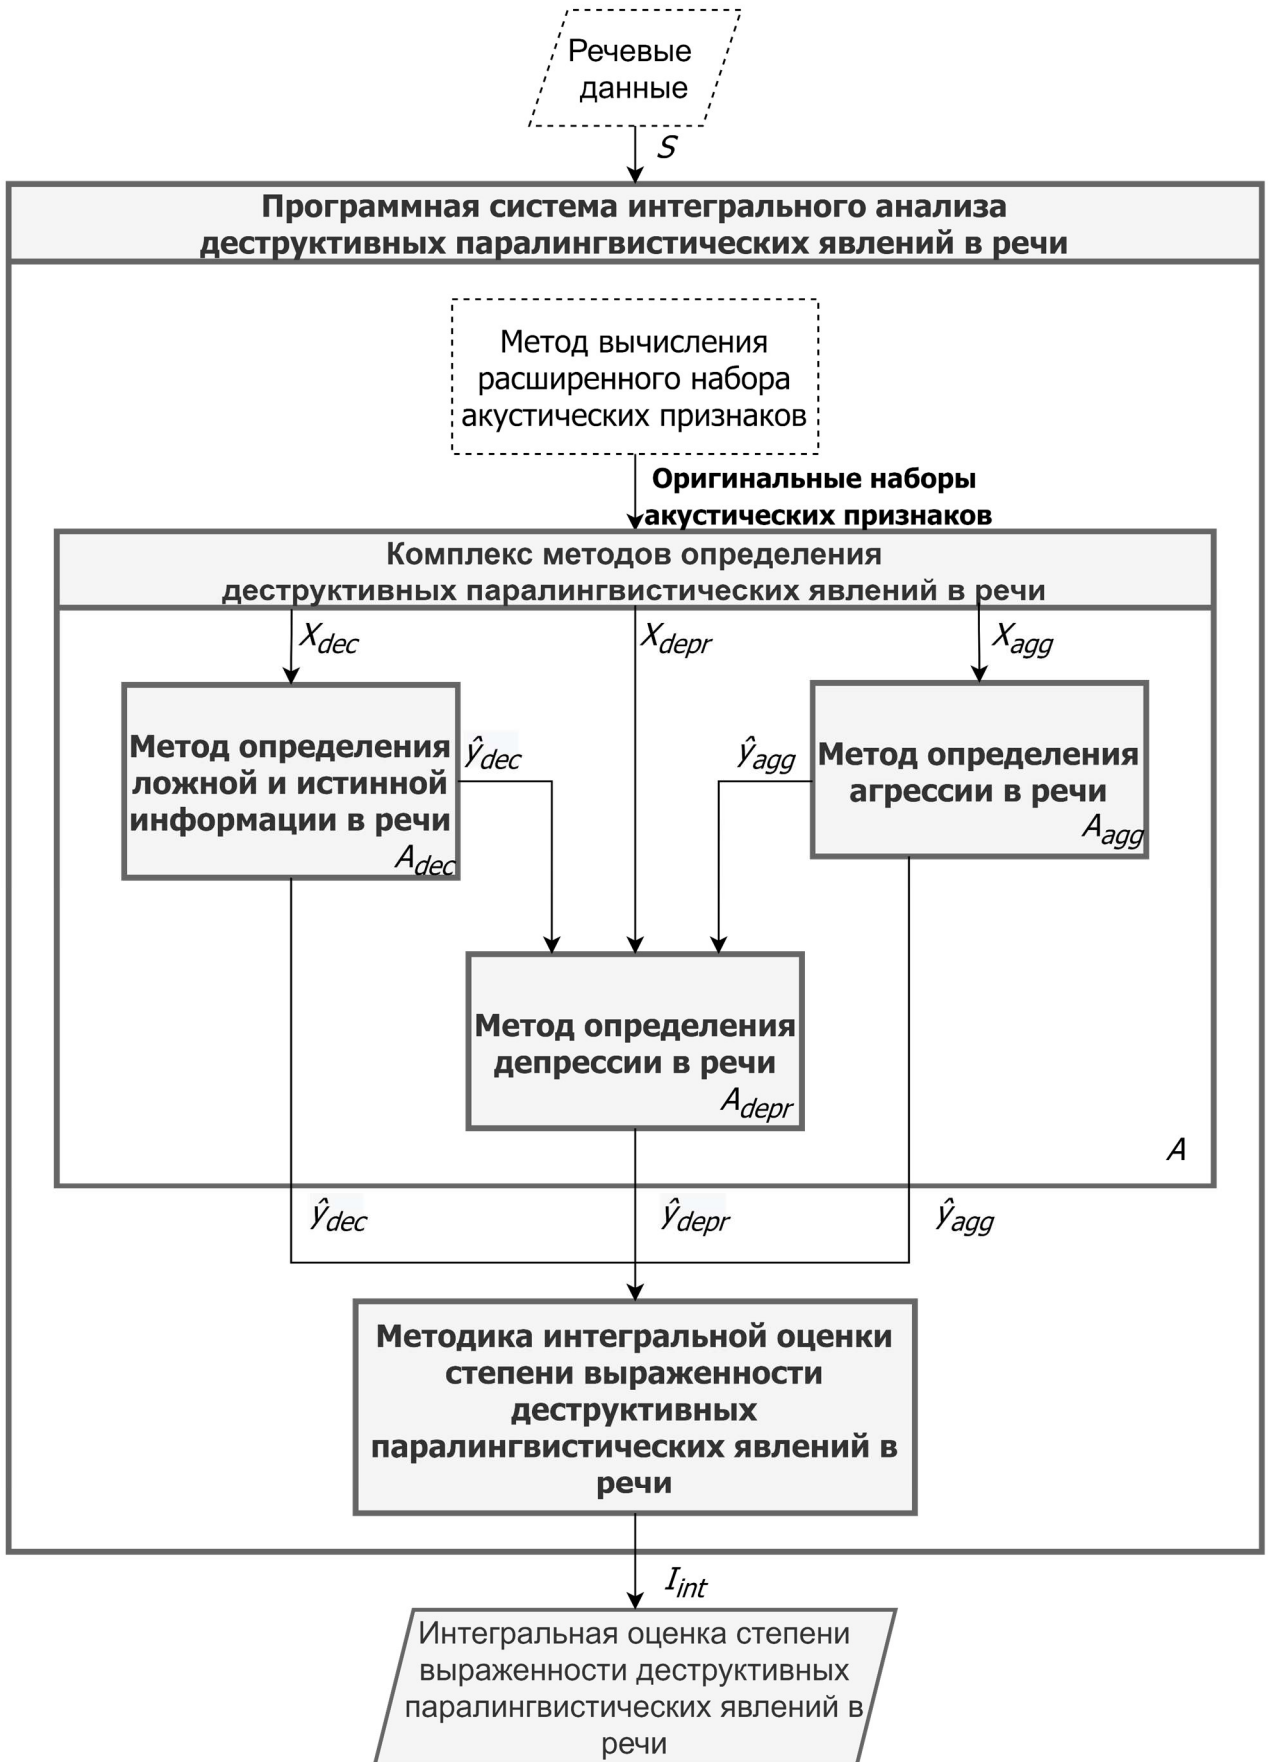 Речевые
данные
S
Программная система интегрального анализа
деструктивных паралингвистических явлений в речи
Метод вычисления
расширенного набора
акустических признаков
Оригинальные наборы
акустических признаков
Комплекс методов определения
деструктивных паралингвистических явлений в речи
X_dec
X_depr
X_agg
Метод определения
ложной и истинной
информации в речи
A_dec
ŷ_dec
ŷ_agg
Метод определения
агрессии в речи
A_agg
Метод определения
депрессии в речи
A_depr
A
ŷ_dec
ŷ_depr
ŷ_agg
Методика интегральной оценки
степени выраженности
деструктивных
паралингвистических явлений в
речи
I_int
Интегральная оценка степени
выраженности деструктивных
паралингвистических явлений в
речи